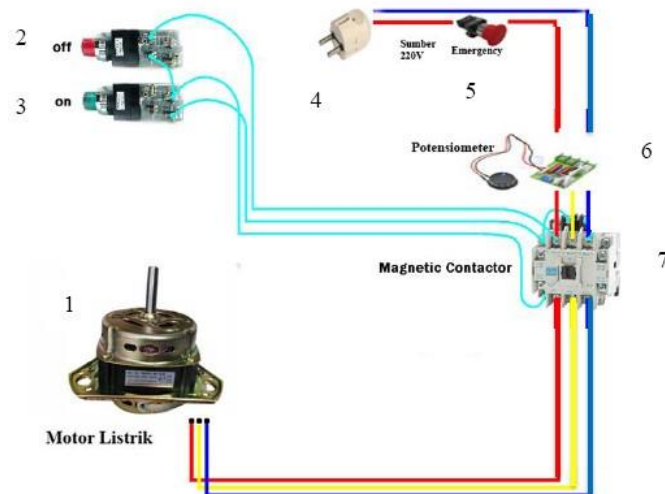 2
off
3
on
4
Sumber
220V
Emergency
5
Potensiometer
6
Magnetic Contactor
7
1
Motor Listrik